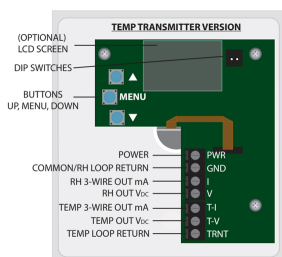 TEMP TRANSMITTER VERSION
(OPTIONAL)
LCD SCREEN
DIP SWITCHES
BUTTONS
UP, MENU, DOWN
MENU
POWER
COMMON/RH LOOP RETURN
RH 3-WIRE OUT mA
RH OUT VDC
TEMP 3-WIRE OUT mA
TEMP OUT VDC
TEMP LOOP RETURN
PWR
GND
I
V
T-I
T-V
TRNT